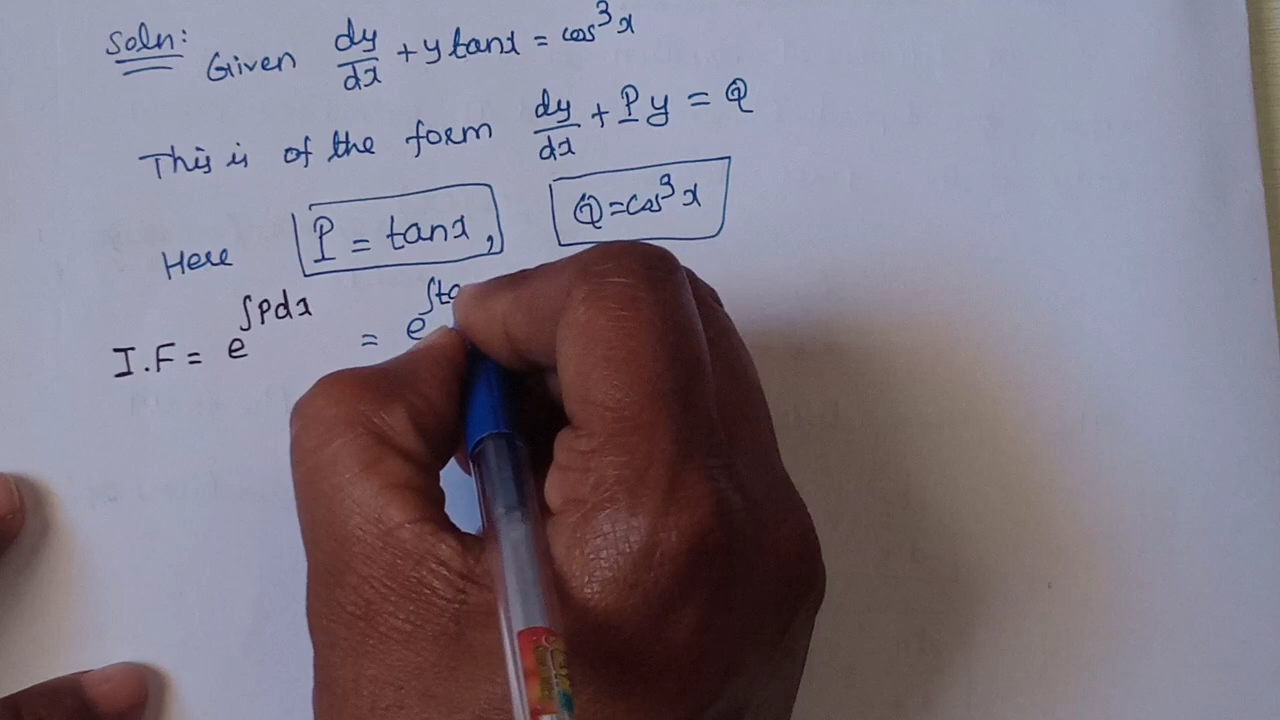 Soln: Given dy/dx + y tanx = cos³x
This is of the form dy/dx + Py = Q
Here P = tanx, Q = cos³x
I.F = e^∫Pdx = e^∫ta